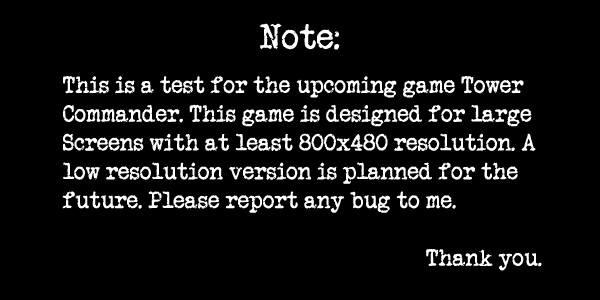 Note:
This is a test for the upcoming game Tower
Commander. This game is designed for large
Screens with at least 800x480 resolution. A
low resolution version is planned for the
future. Please report any bug to me.
Thank you.